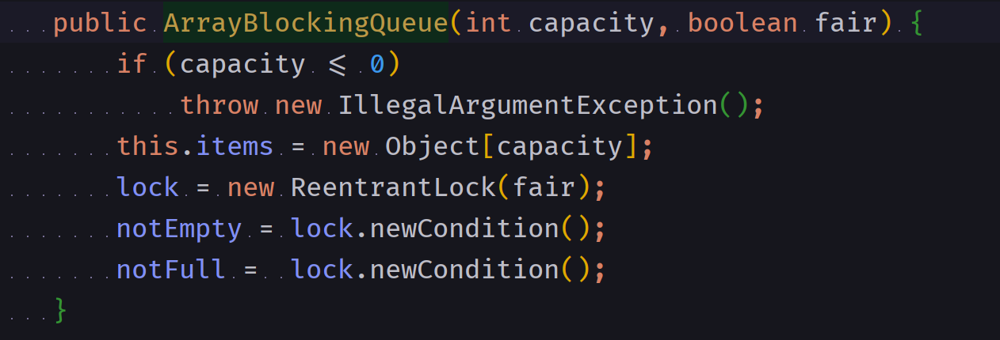 public ArrayBlockingQueue(int capacity, boolean fair) {
        if (capacity <= 0)
            throw new IllegalArgumentException();
        this.items = new Object[capacity];
        lock = new ReentrantLock(fair);
        notEmpty = lock.newCondition();
        notFull =  lock.newCondition();
    }